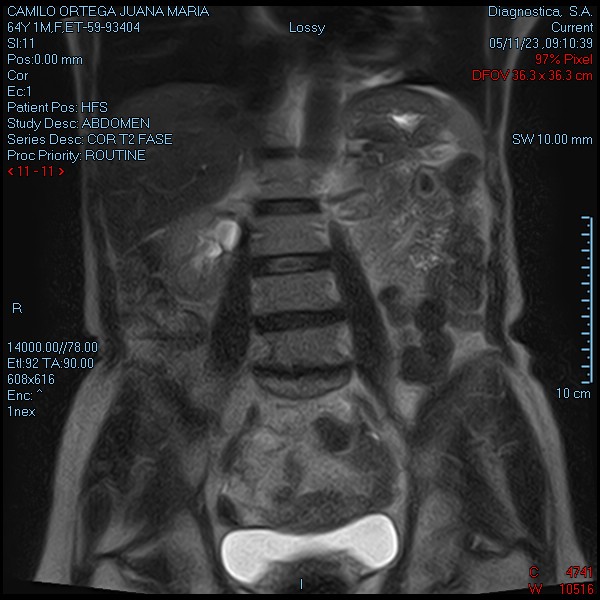 CAMILO ORTEGA JUANA MARIA
64Y 1M,F,ET-59-93404
Sl:11
Pos:0.00 mm
Cor
Ec:1
Patient Pos: HFS
Study Desc: ABDOMEN
Series Desc: COR T2 FASE
Proc Priority: ROUTINE
< 11 - 11 >
Lossy
Diagnostica, S.A.
Current
05/11/23 ,09:10:39
97% Pixel
DFOV 36.3 x 36.3 cm
SW 10.00 mm
R
14000.00//78.00
Etl:92 TA:90.00
608x616
Enc: ^
1nex
10 cm
I
C 4741
W 10516